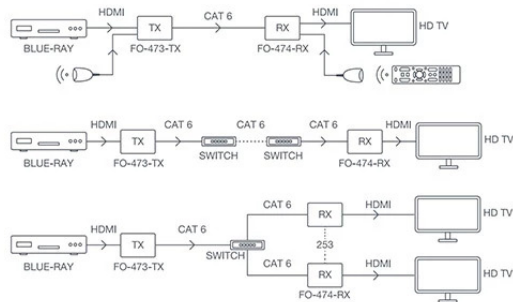 HDMI TX CAT 6 RX HDMI HD TV
BLUE-RAY FO-473-TX FO-474-RX
HDMI TX CAT 6 CAT 6 CAT 6 RX HDMI HD TV
BLUE-RAY FO-473-TX SWITCH SWITCH FO-474-RX
CAT 6 RX HDMI HD TV
HDMI TX CAT 6 SWITCH 253
BLUE-RAY FO-473-TX CAT 6 RX HDMI HD TV
FO-474-RX